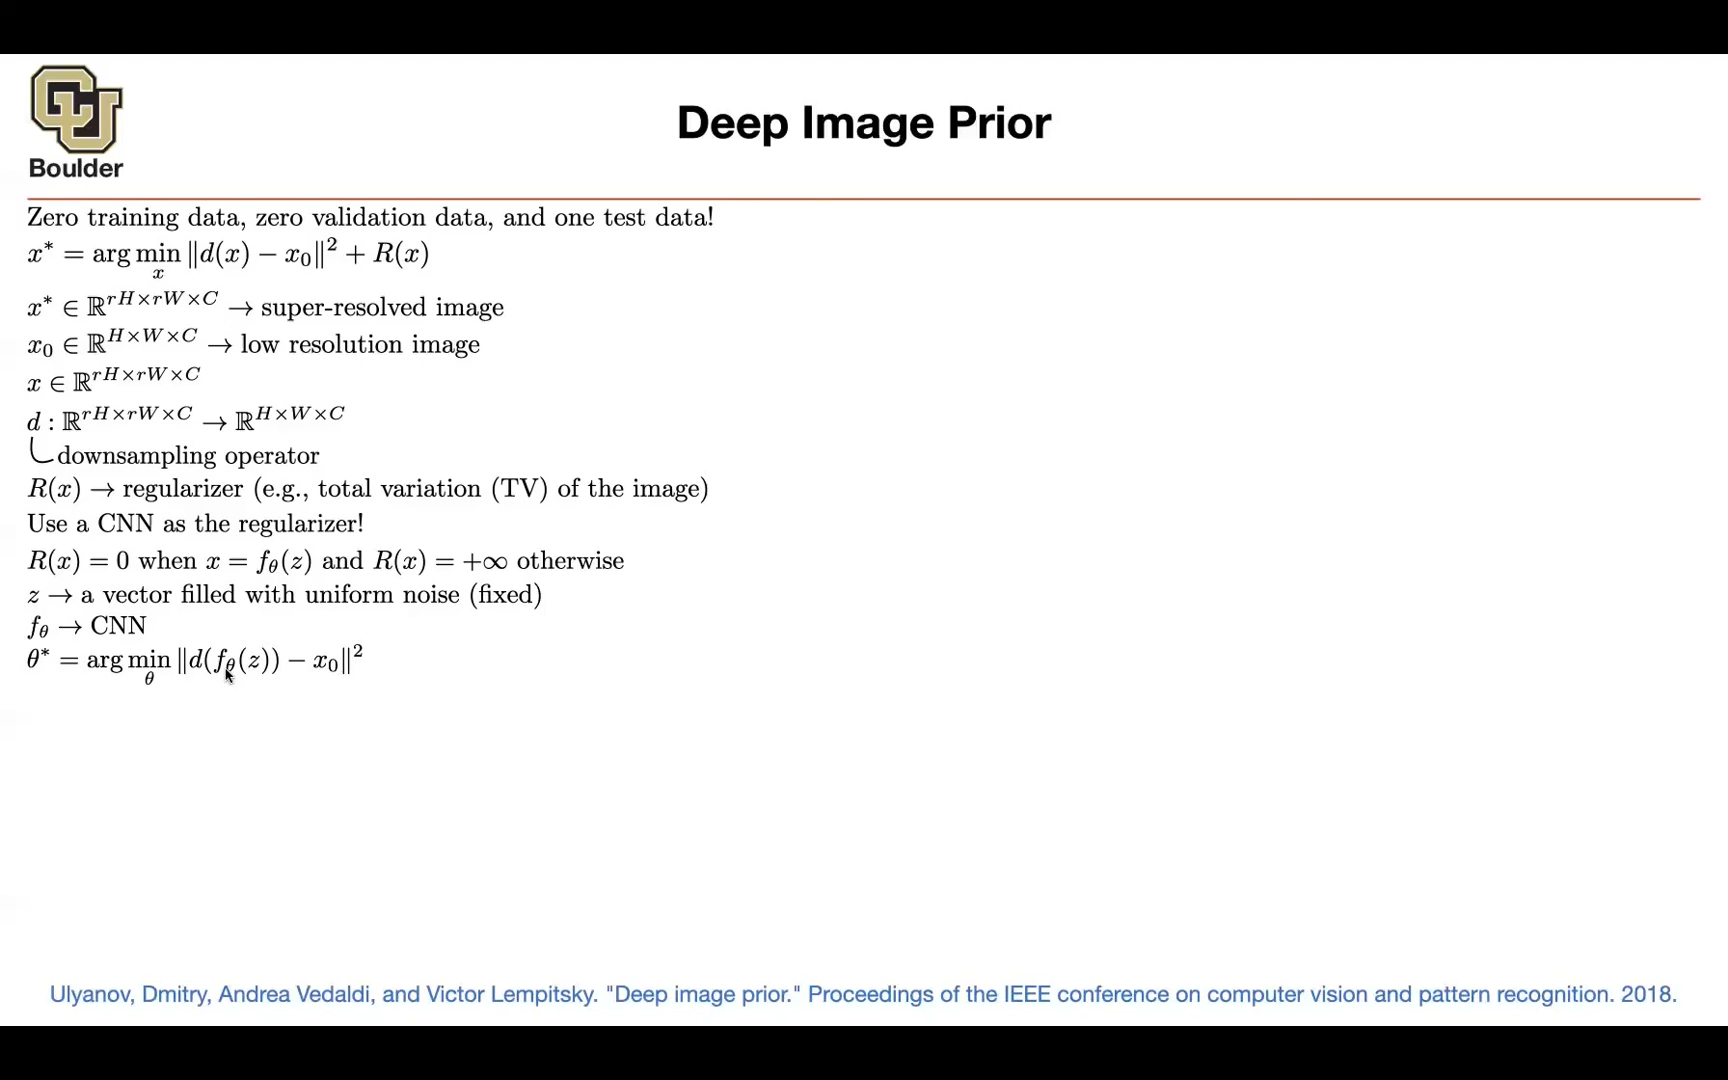 CU
Boulder
Deep Image Prior
Zero training data, zero validation data, and one test data!
x* = arg min_x ‖d(x) − x₀‖² + R(x)
x* ∈ ℝ^{rH×rW×C} → super-resolved image
x₀ ∈ ℝ^{H×W×C} → low resolution image
x ∈ ℝ^{rH×rW×C}
d : ℝ^{rH×rW×C} → ℝ^{H×W×C}
downsampling operator
R(x) → regularizer (e.g., total variation (TV) of the image)
Use a CNN as the regularizer!
R(x) = 0 when x = f_θ(z) and R(x) = +∞ otherwise
z → a vector filled with uniform noise (fixed)
f_θ → CNN
θ* = arg min_θ ‖d(f_θ(z)) − x₀‖²
Ulyanov, Dmitry, Andrea Vedaldi, and Victor Lempitsky. "Deep image prior." Proceedings of the IEEE conference on computer vision and pattern recognition. 2018.